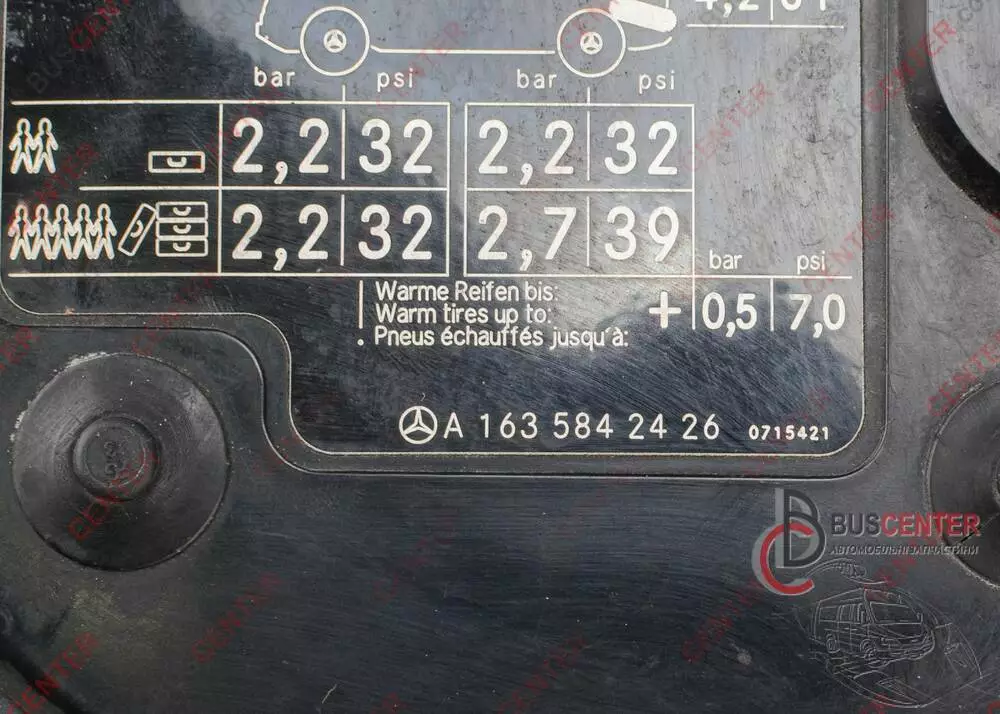 bar psi bar psi
2,2 32 2,2 32
2,2 32 2,7 39
bar psi
Warme Reifen bis:
Warm tires up to:
Pneus échauffés jusqu'à:
+ 0,5 7,0
A 163 584 24 26 0715421
BUSCENTER
АВТОМОБІЛЬНІ ЗАПЧАСТИНИ